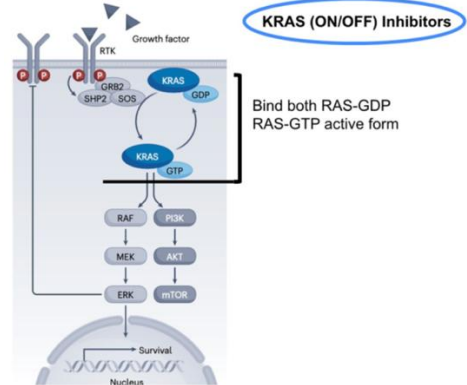 KRAS (ON/OFF) Inhibitors
Growth factor
RTK
P P P P
GRB2
SHP2 SOS
KRAS
GDP
Bind both RAS-GDP
RAS-GTP active form
KRAS
GTP
RAF PI3K
MEK AKT
ERK mTOR
Survival
Nucleus